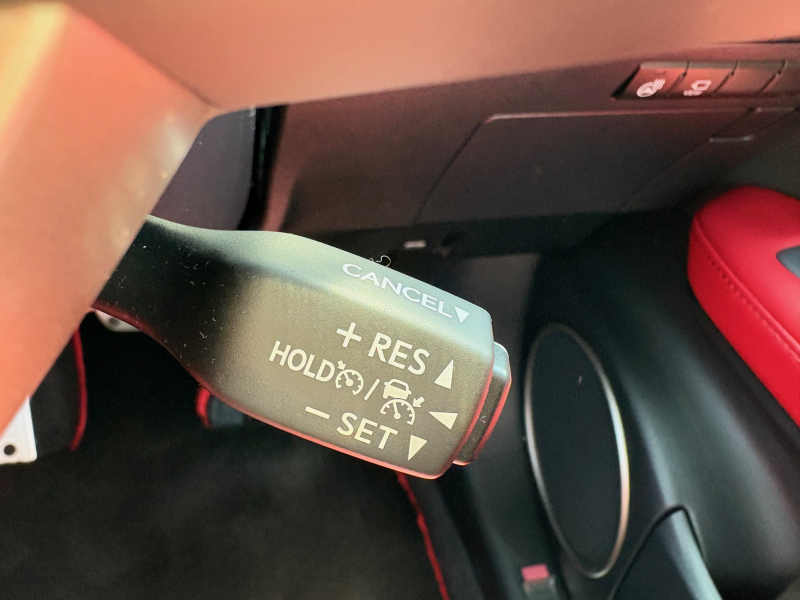 CANCEL▼
+ RES ▲
HOLD /
− SET ▼